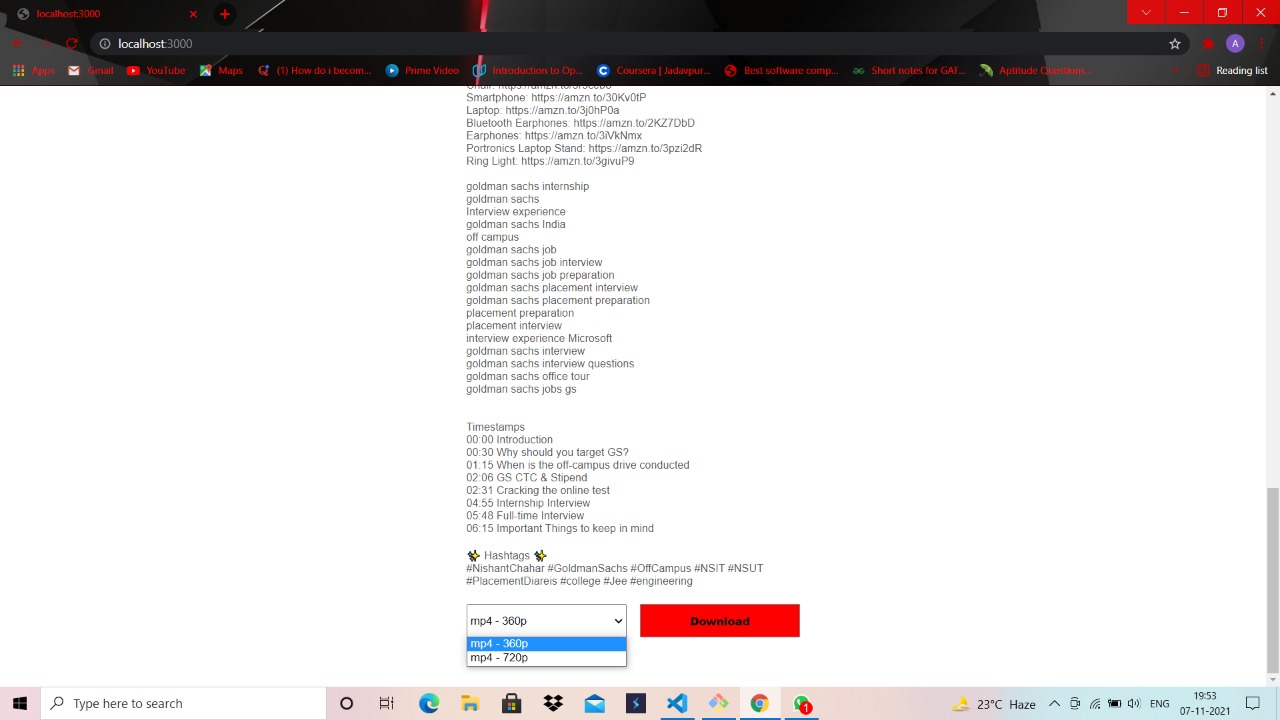 localhost:3000
localhost:3000
A
Apps
Gmail
YouTube
Maps
(1) How do i becom...
Prime Video
Introduction to Op...
Coursera | Jadavpur...
Best software comp...
Short notes for GAT...
Aptitude Questions...
Reading list
Smartphone: https://amzn.to/30Kv0tP
Laptop: https://amzn.to/3j0hP0a
Bluetooth Earphones: https://amzn.to/2KZ7DbD
Earphones: https://amzn.to/3iVkNmx
Portronics Laptop Stand: https://amzn.to/3pzi2dR
Ring Light: https://amzn.to/3givuP9
goldman sachs internship
goldman sachs
Interview experience
goldman sachs India
off campus
goldman sachs job
goldman sachs job interview
goldman sachs job preparation
goldman sachs placement interview
goldman sachs placement preparation
placement preparation
placement interview
interview experience Microsoft
goldman sachs interview
goldman sachs interview questions
goldman sachs office tour
goldman sachs jobs gs
Timestamps
00:00 Introduction
00:30 Why should you target GS?
01:15 When is the off-campus drive conducted
02:06 GS CTC & Stipend
02:31 Cracking the online test
04:55 Internship Interview
05:48 Full-time Interview
06:15 Important Things to keep in mind
✨ Hashtags ✨
#NishantChahar #GoldmanSachs #OffCampus #NSIT #NSUT
#PlacementDiareis #college #Jee #engineering
mp4 - 360p
Download
mp4 - 360p
mp4 - 720p
Type here to search
1
23°C Haze
ENG
19:53
07-11-2021